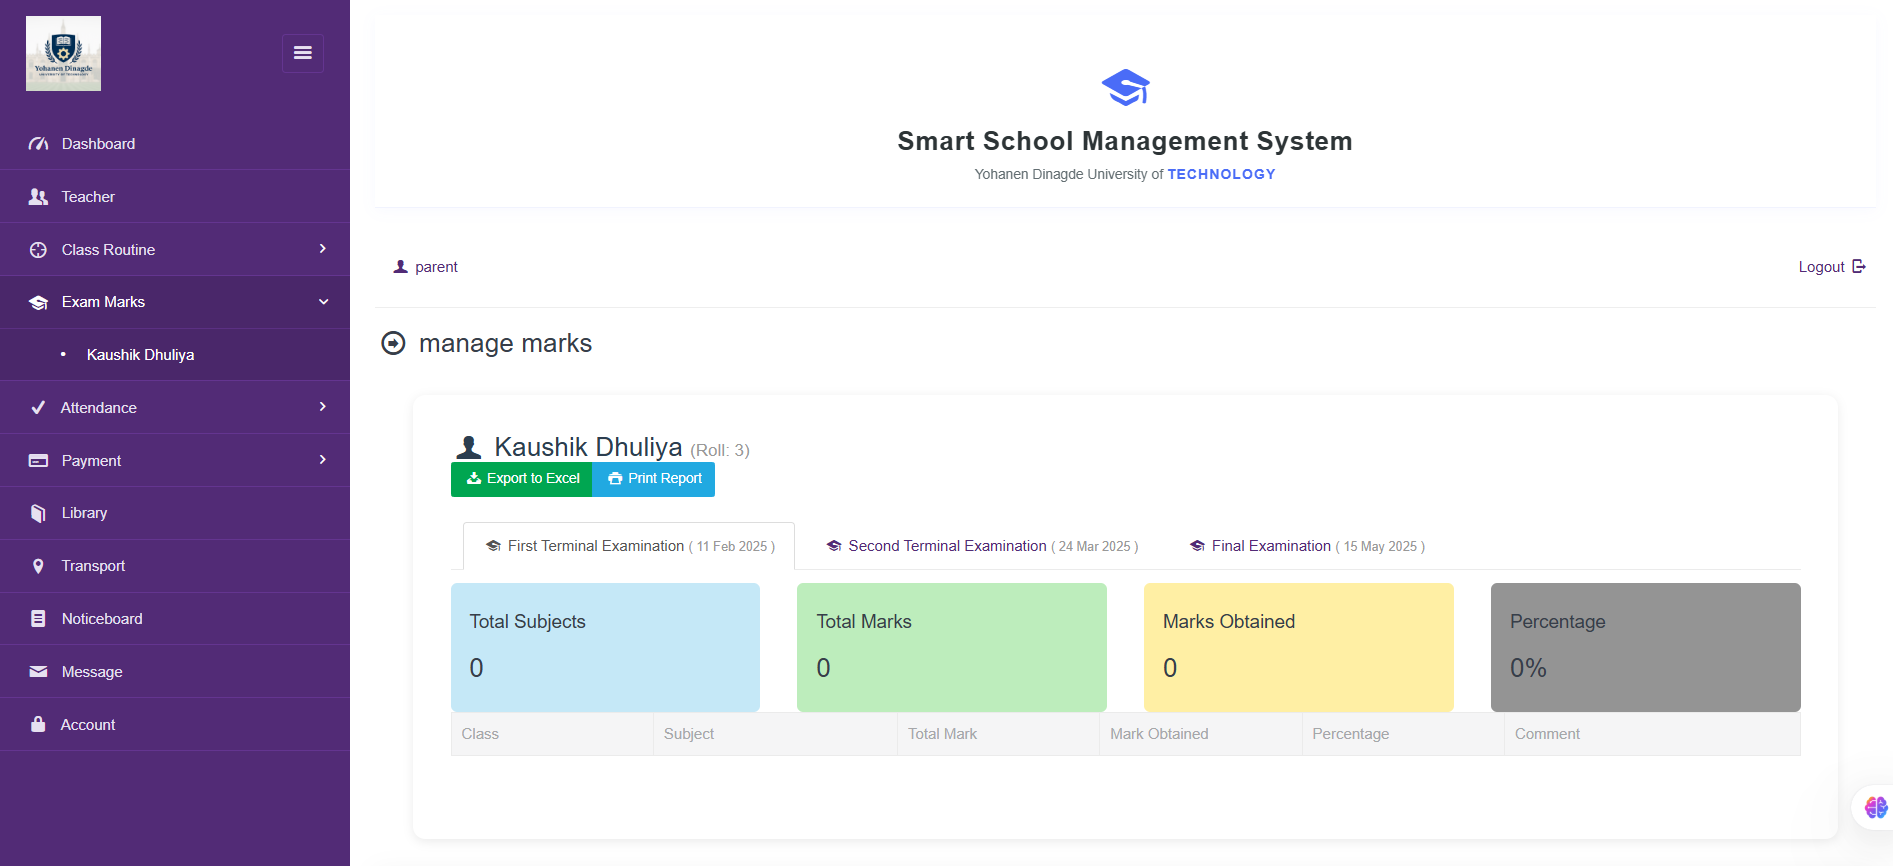 Yohanen Dinagde
UNIVERSITY OF TECHNOLOGY
Dashboard
Teacher
Class Routine
Exam Marks
• Kaushik Dhuliya
Attendance
Payment
Library
Transport
Noticeboard
Message
Account
Smart School Management System
Yohanen Dinagde University of TECHNOLOGY
parent
Logout
manage marks
Kaushik Dhuliya (Roll: 3)
Export to Excel Print Report
First Terminal Examination ( 11 Feb 2025 ) Second Terminal Examination ( 24 Mar 2025 ) Final Examination ( 15 May 2025 )
Total Subjects
0
Total Marks
0
Marks Obtained
0
Percentage
0%
Class Subject Total Mark Mark Obtained Percentage Comment